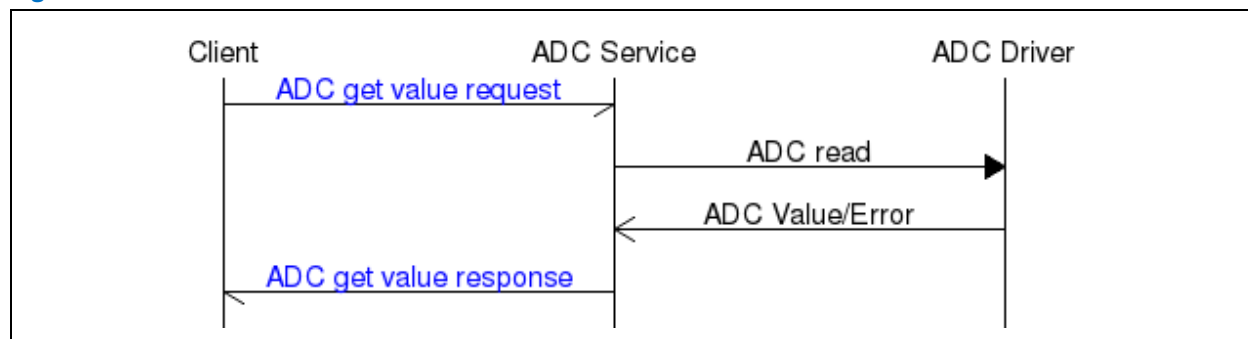 Client ADC Service ADC Driver
ADC get value request
ADC read
ADC Value/Error
ADC get value response